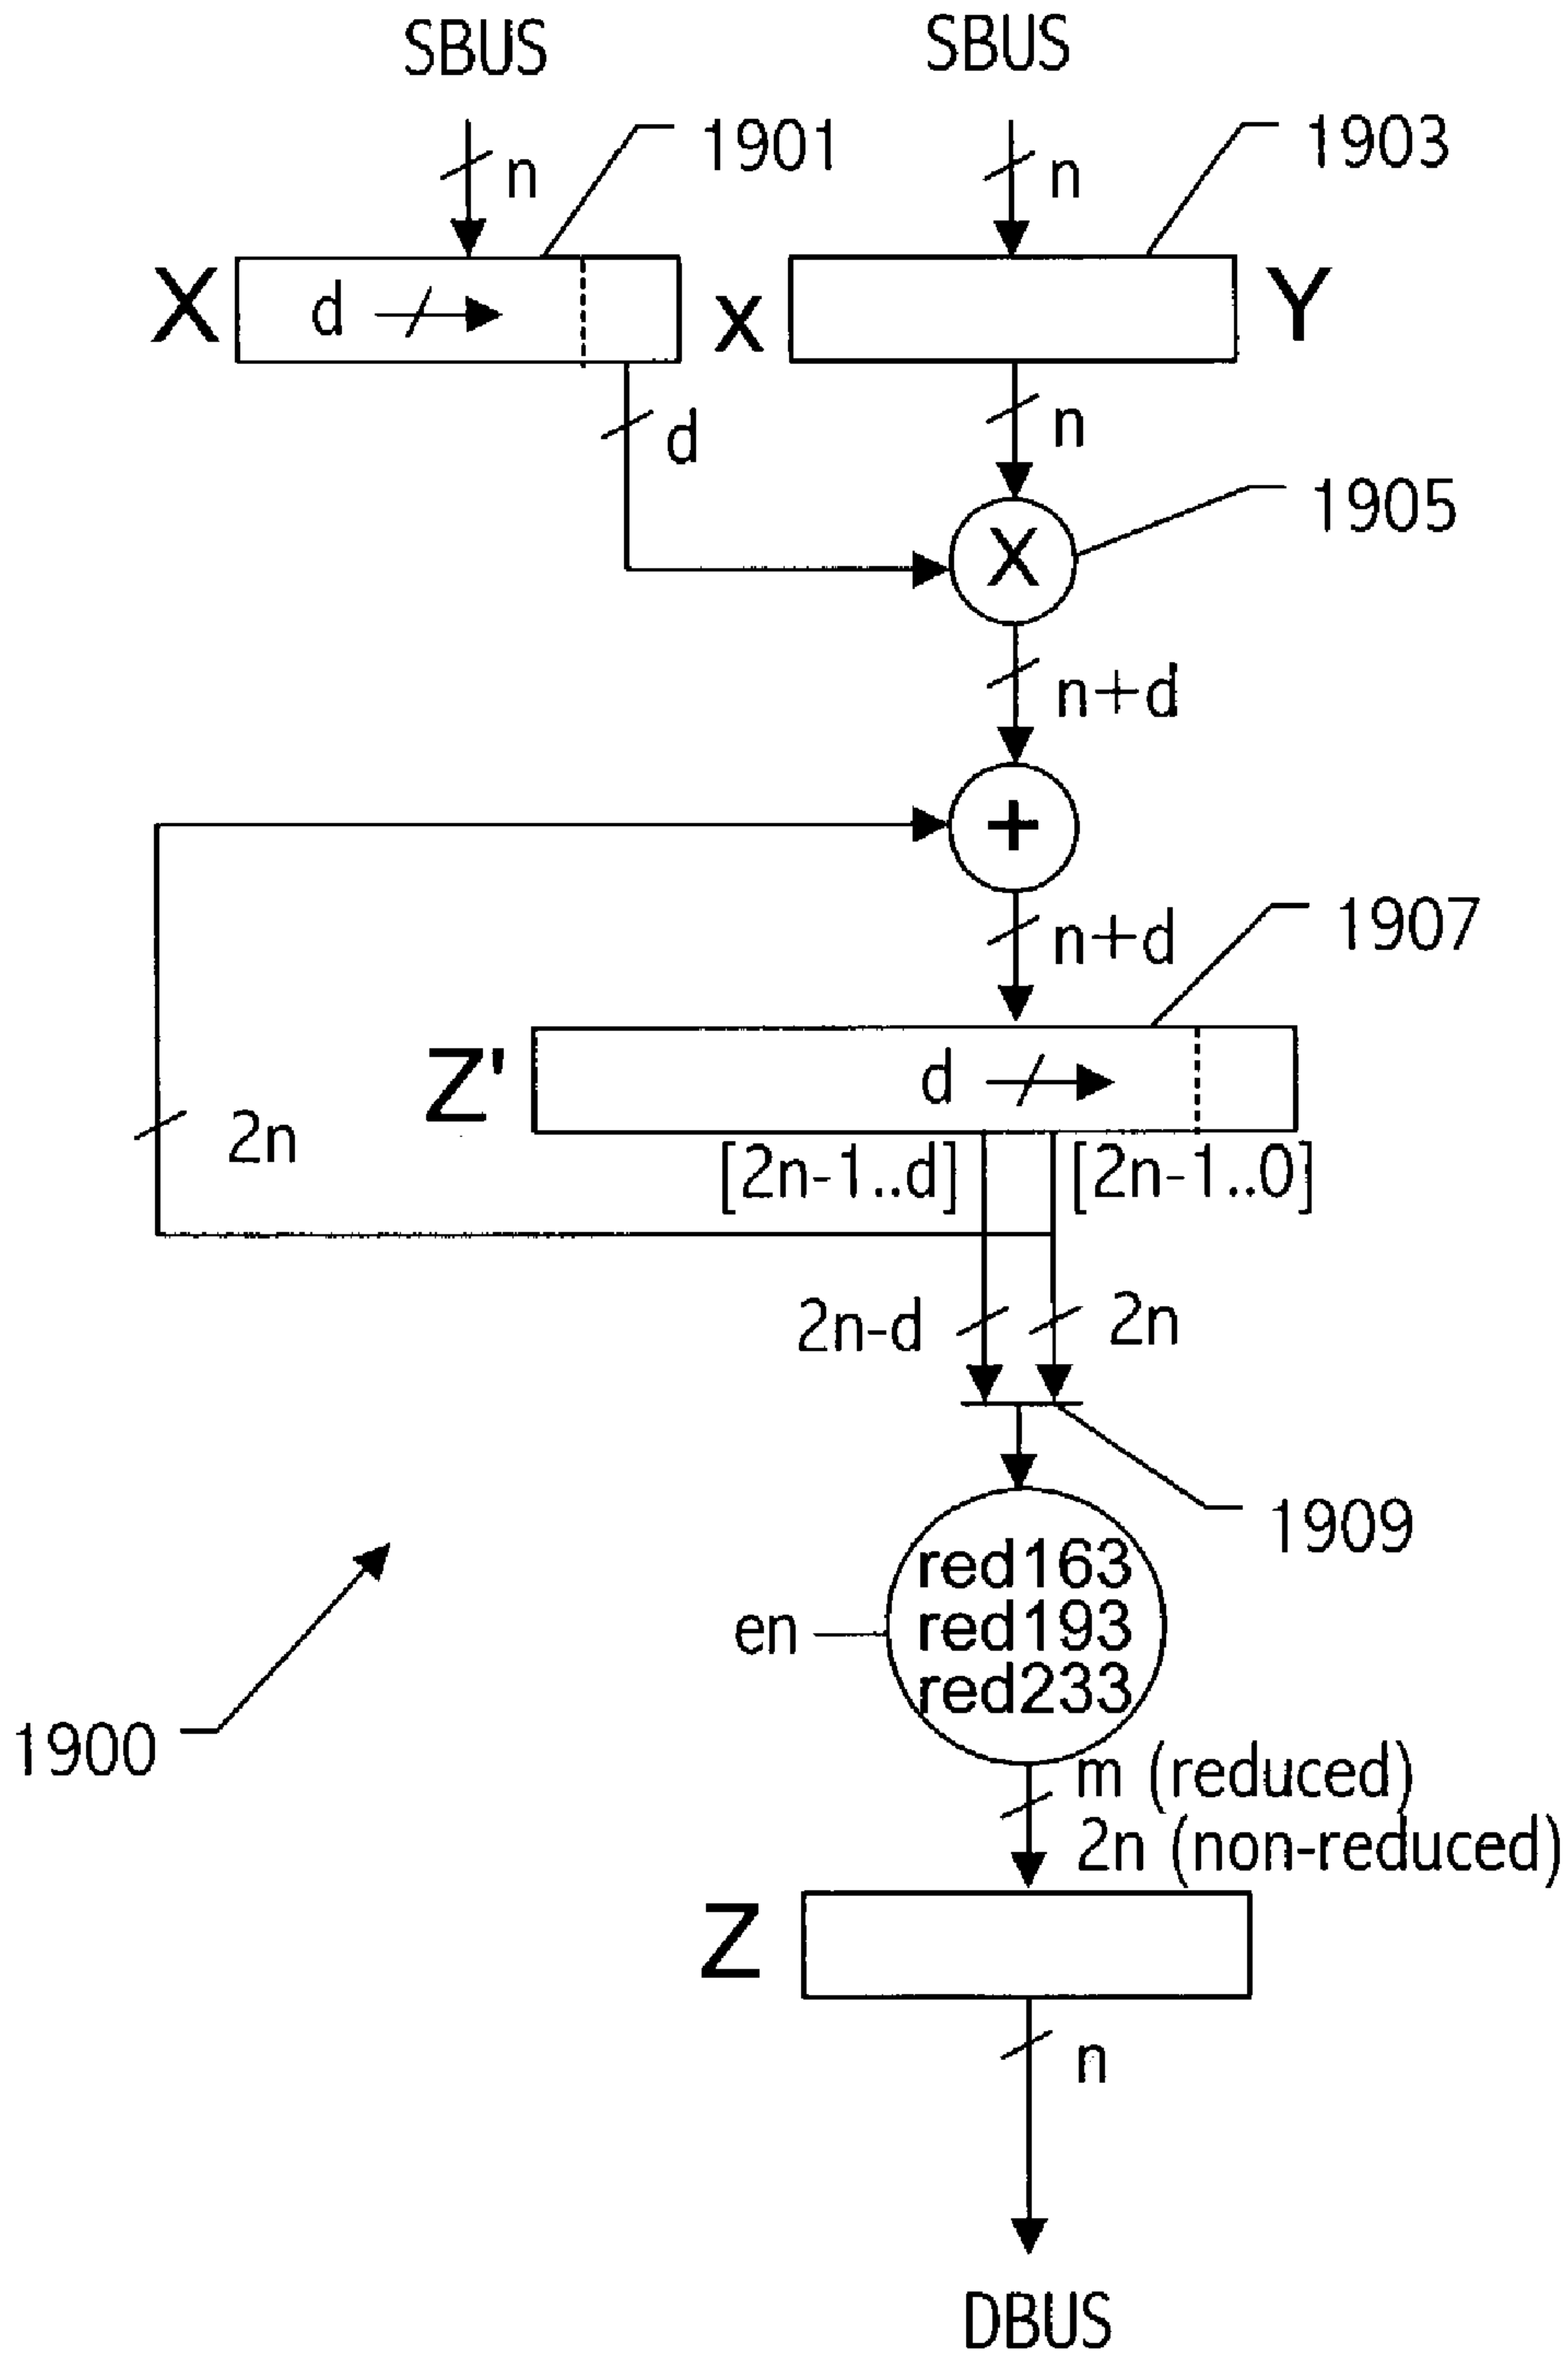 SBUS
SBUS
n
1901
n
1903
X
d
x
Y
d
n
X
1905
n+d
+
n+d
1907
Z'
d
2n
[2n-1..d]
[2n-1..0]
2n-d
2n
1909
red163
red193
red233
en
1900
m (reduced)
2n (non-reduced)
Z
n
DBUS